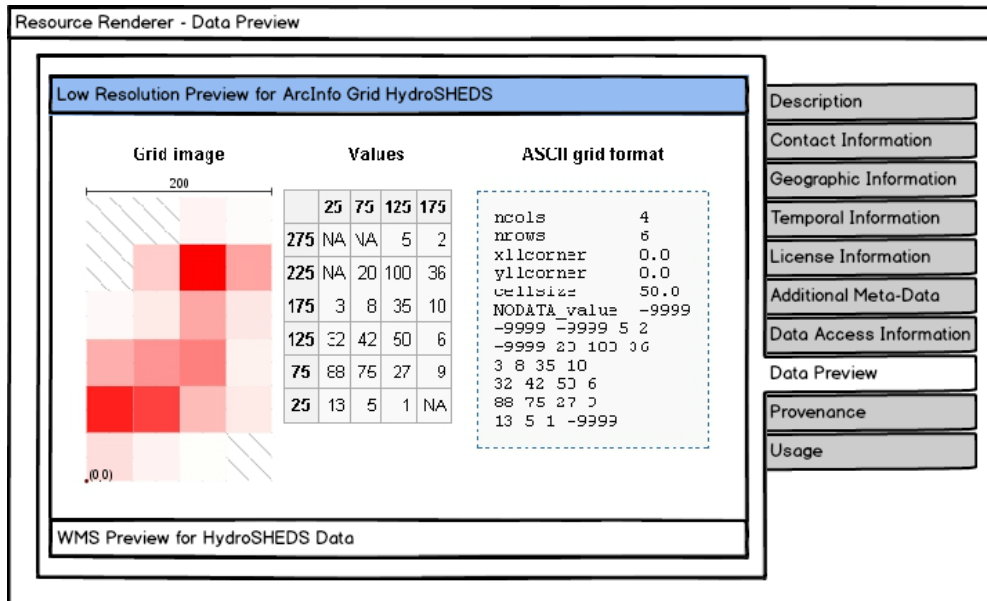 Resource Renderer - Data Preview
Low Resolution Preview for ArcInfo Grid HydroSHEDS
Grid image
200
(0,0)
Values
25 75 125 175
275 NA NA 5 2
225 NA 20 100 36
175 3 8 35 10
125 32 42 50 6
75 88 75 27 9
25 13 5 1 NA
ASCII grid format
ncols 4
nrows 6
xllcorner 0.0
yllcorner 0.0
cellsize 50.0
NODATA_value -9999
-9999 -9999 5 2
-9999 20 100 36
3 8 35 10
32 42 50 6
88 75 27 9
13 5 1 -9999
WMS Preview for HydroSHEDS Data
Description
Contact Information
Geographic Information
Temporal Information
License Information
Additional Meta-Data
Data Access Information
Data Preview
Provenance
Usage